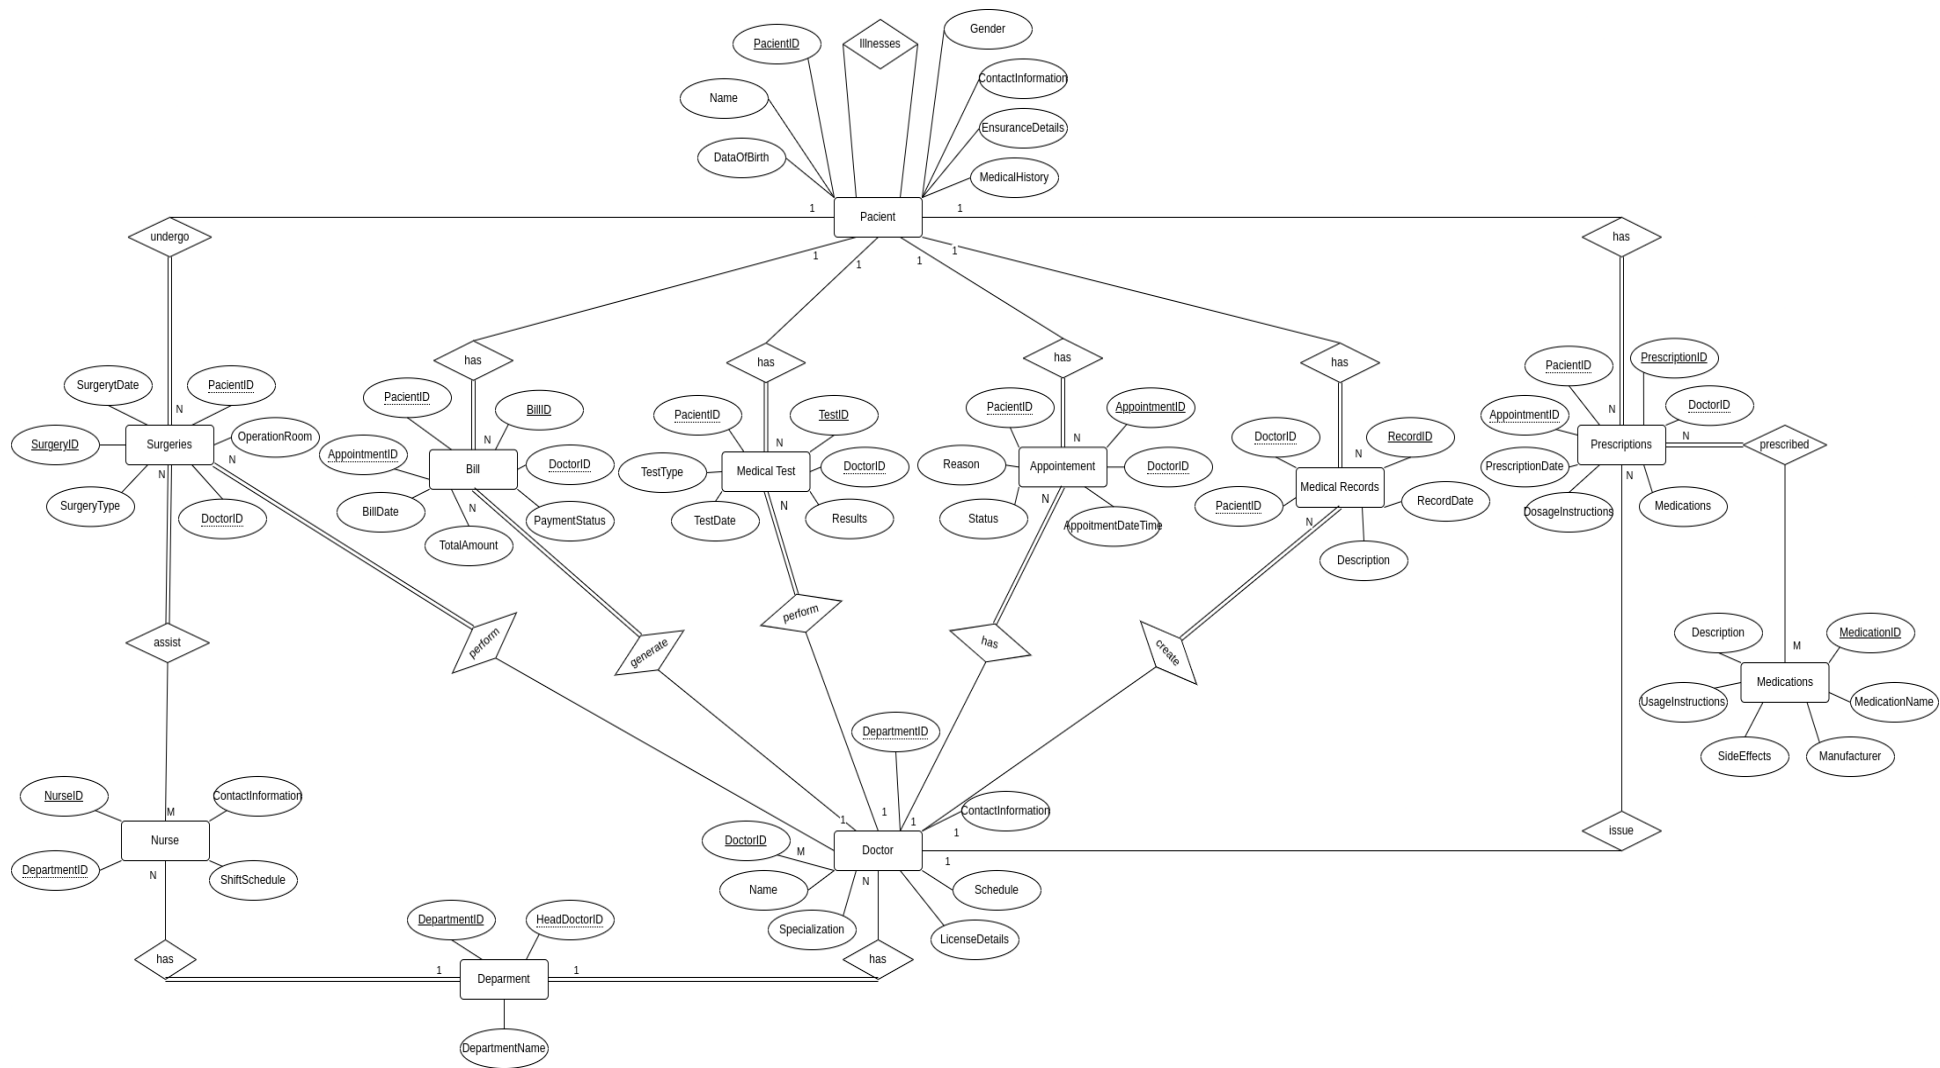 Gender
PacientID
Illnesses
ContactInformation
Name
EnsuranceDetails
DataOfBirth
MedicalHistory
1
Pacient
1
undergo
has
1
1
1
1
has
has
has
has
SurgerytDate
PacientID
N
SurgeryID
Surgeries
OperationRoom
N
N
SurgeryType
DoctorID
PacientID
BillID
N
AppointmentID
Bill
DoctorID
BillDate
N
PaymentStatus
TotalAmount
PacientID
TestID
N
TestType
Medical Test
DoctorID
TestDate
N
Results
PacientID
AppointmentID
N
Reason
Appointement
DoctorID
N
Status
AppoitmentDateTime
DoctorID
RecordID
N
Medical Records
PacientID
RecordDate
N
Description
PacientID
PrescriptionID
AppointmentID
N
DoctorID
Prescriptions
N
prescribed
PrescriptionDate
N
DosageInstructions
Medications
assist
perform
generate
perform
has
create
Description
MedicationID
M
Medications
UsageInstructions
MedicationName
SideEffects
Manufacturer
DepartmentID
NurseID
ContactInformation
M
Nurse
DepartmentID
ShiftSchedule
N
1
1
1
ContactInformation
1
DoctorID
M
Doctor
issue
1
Name
N
Schedule
Specialization
LicenseDetails
DepartmentID
HeadDoctorID
has
1
Deparment
1
has
DepartmentName